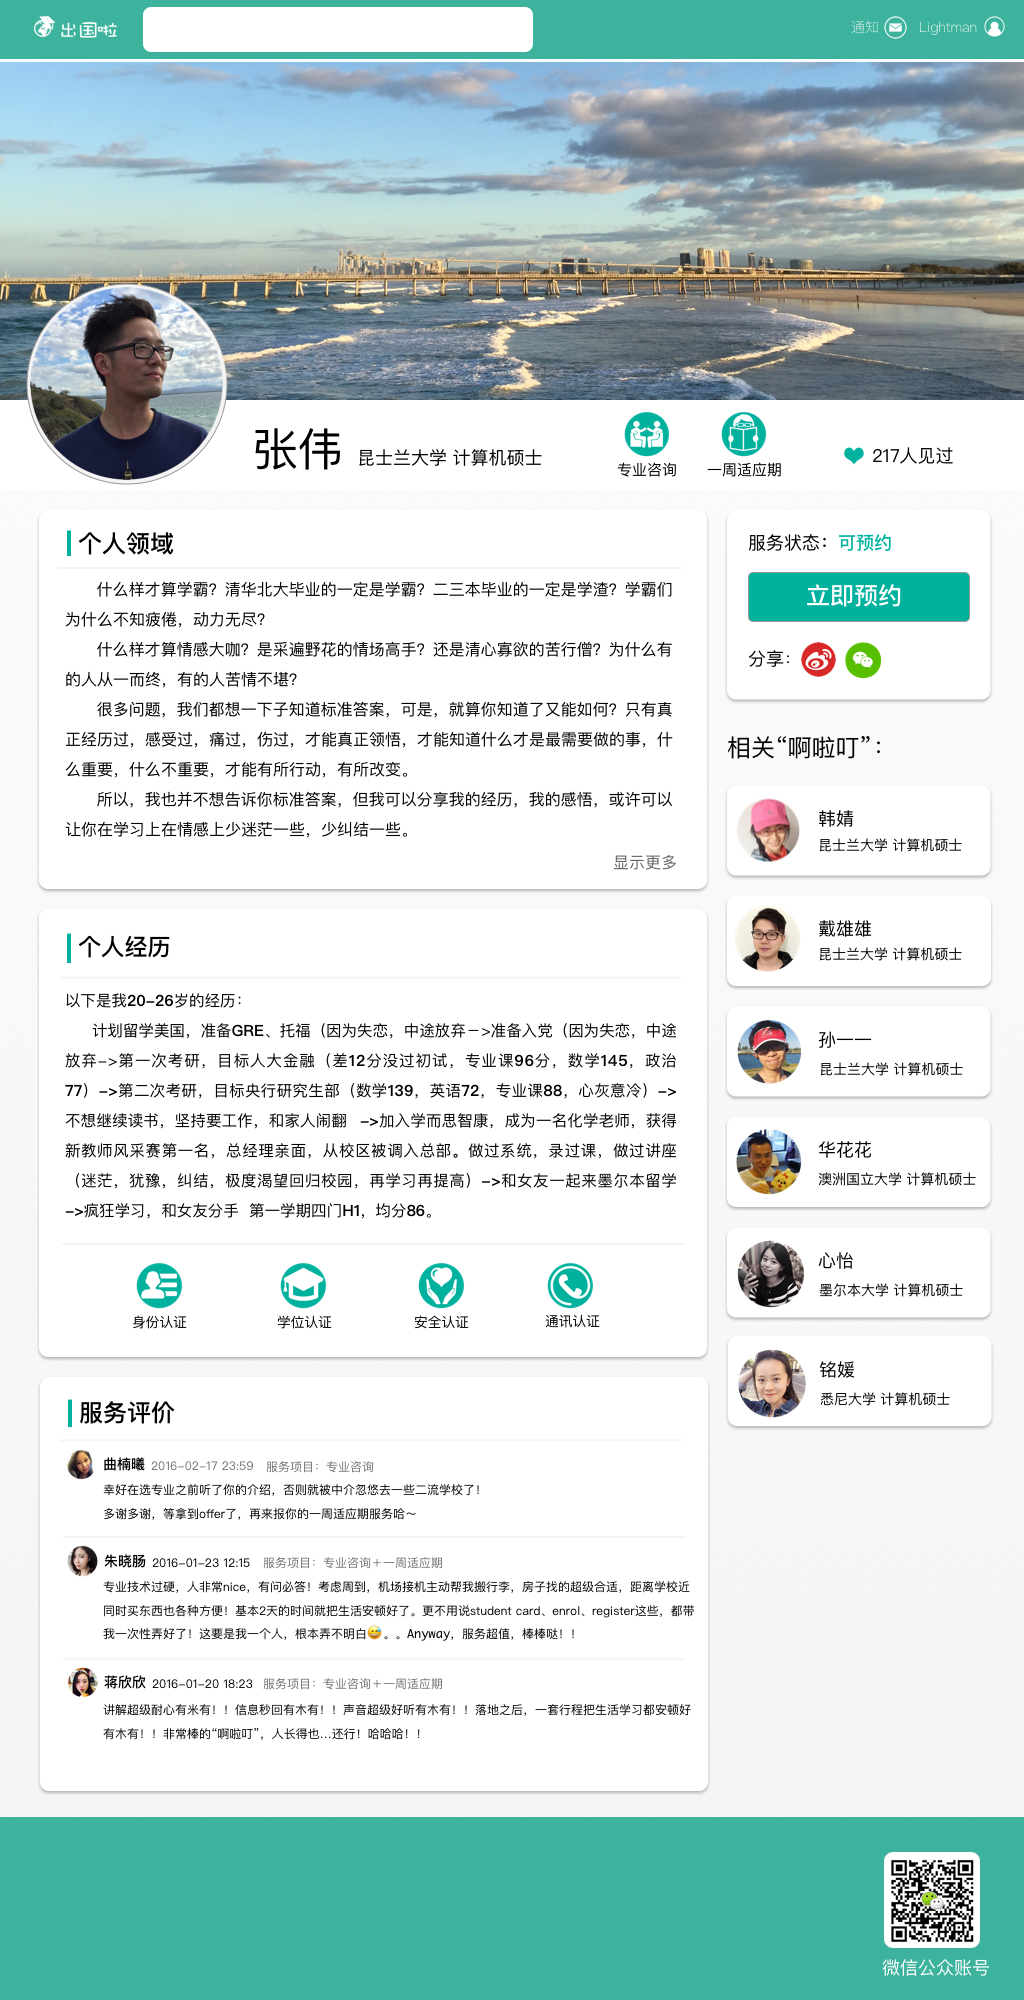 出国啦
通知
Lightman
张伟 昆士兰大学 计算机硕士
专业咨询
一周适应期
217人见过
个人领域
什么样才算学霸？清华北大毕业的一定是学霸？二三本毕业的一定是学渣？学霸们
为什么不知疲倦，动力无尽？
什么样才算情感大咖？是采遍野花的情场高手？还是清心寡欲的苦行僧？为什么有
的人从一而终，有的人苦情不堪？
很多问题，我们都想一下子知道标准答案，可是，就算你知道了又能如何？只有真
正经历过，感受过，痛过，伤过，才能真正领悟，才能知道什么才是最需要做的事，什
么重要，什么不重要，才能有所行动，有所改变。
所以，我也并不想告诉你标准答案，但我可以分享我的经历，我的感悟，或许可以
让你在学习上在情感上少迷茫一些，少纠结一些。
显示更多
个人经历
以下是我20-26岁的经历：
计划留学美国，准备GRE、托福（因为失恋，中途放弃－>准备入党（因为失恋，中途
放弃->第一次考研，目标人大金融（差12分没过初试，专业课96分，数学145，政治
77）->第二次考研，目标央行研究生部（数学139，英语72，专业课88，心灰意冷）->
不想继续读书，坚持要工作，和家人闹翻 ->加入学而思智康，成为一名化学老师，获得
新教师风采赛第一名，总经理亲面，从校区被调入总部。做过系统，录过课，做过讲座
（迷茫，犹豫，纠结，极度渴望回归校园，再学习再提高）->和女友一起来墨尔本留学
->疯狂学习，和女友分手 第一学期四门H1，均分86。
身份认证
学位认证
安全认证
通讯认证
服务评价
曲楠曦 2016-02-17 23:59 服务项目：专业咨询
幸好在选专业之前听了你的介绍，否则就被中介忽悠去一些二流学校了！
多谢多谢，等拿到offer了，再来报你的一周适应期服务哈～
朱晓肠 2016-01-23 12:15 服务项目：专业咨询＋一周适应期
专业技术过硬，人非常nice，有问必答！考虑周到，机场接机主动帮我搬行李，房子找的超级合适，距离学校近
同时买东西也各种方便！基本2天的时间就把生活安顿好了。更不用说student card、enrol、register这些，都带
我一次性弄好了！这要是我一个人，根本弄不明白😅。。Anyway，服务超值，棒棒哒！！
蒋欣欣 2016-01-20 18:23 服务项目：专业咨询＋一周适应期
讲解超级耐心有米有！！信息秒回有木有！！声音超级好听有木有！！落地之后，一套行程把生活学习都安顿好
有木有！！非常棒的“啊啦叮”，人长得也...还行！哈哈哈！！
服务状态：可预约
立即预约
分享：
相关“啊啦叮”：
韩婧
昆士兰大学 计算机硕士
戴雄雄
昆士兰大学 计算机硕士
孙一一
昆士兰大学 计算机硕士
华花花
澳洲国立大学 计算机硕士
心怡
墨尔本大学 计算机硕士
铭媛
悉尼大学 计算机硕士
微信公众账号